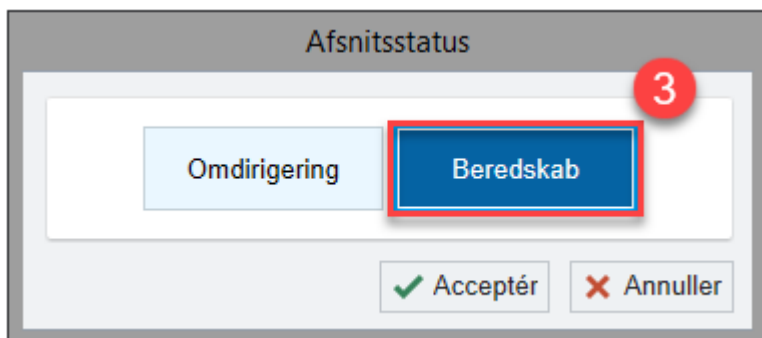 Afsnitsstatus
3
Omdirigering Beredskab
Acceptér Annuller